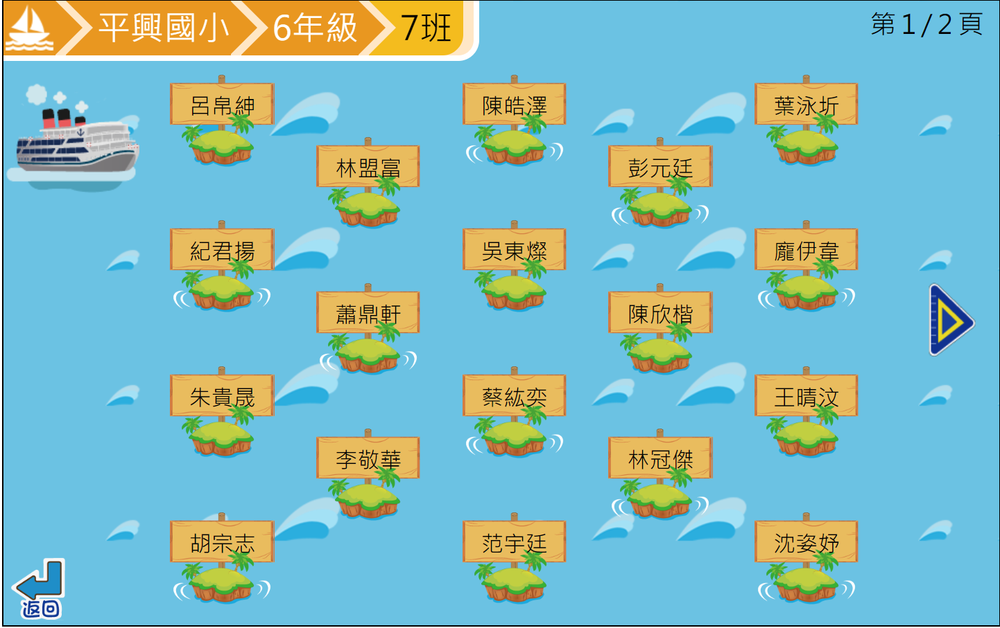 平興國小 6年級 7班
第1/2頁
呂帛紳 陳皓澤 葉泳圻
林盟富 彭元廷
紀君揚 吳東燦 龐伊韋
蕭鼎軒 陳欣楷
朱貴晟 蔡紘奕 王晴汶
李敬華 林冠傑
胡宗志 范宇廷 沈姿妤
返回